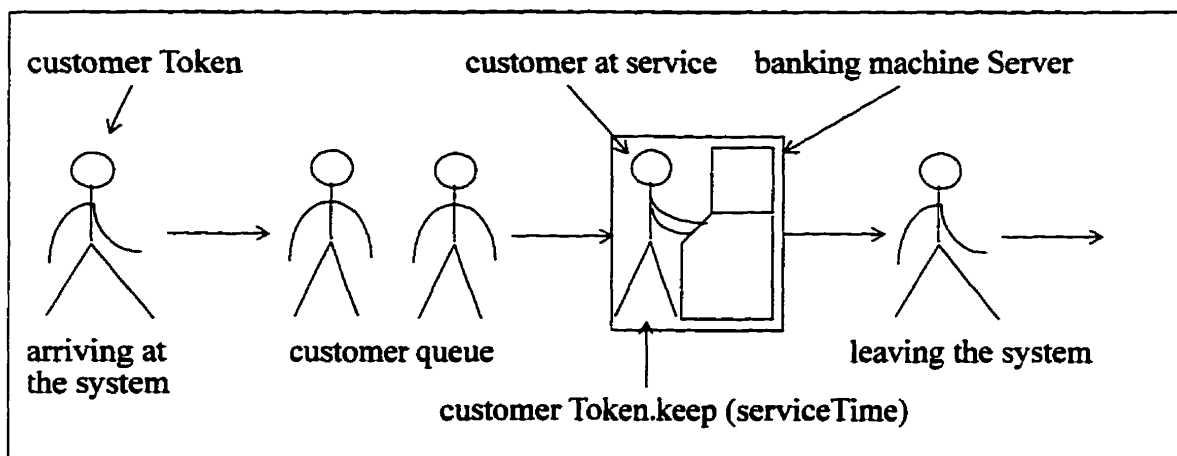 customer Token
customer at service
banking machine Server
arriving at
the system
customer queue
leaving the system
customer Token.keep (serviceTime)